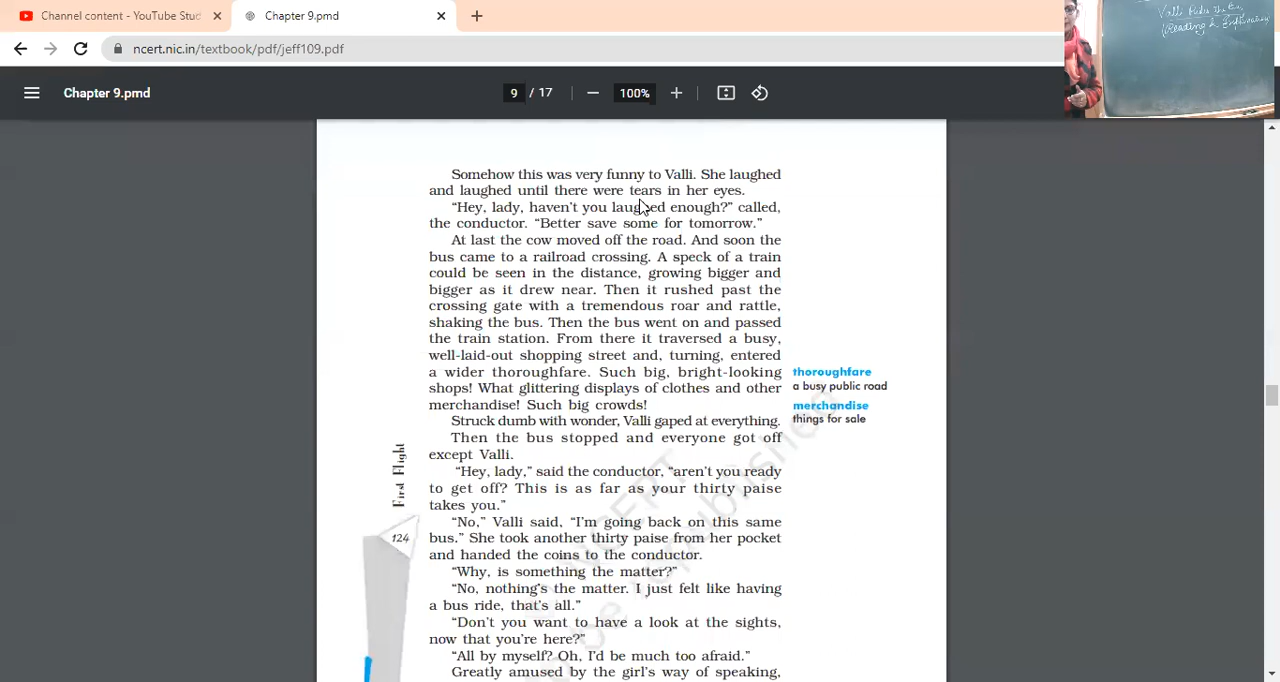 Channel content - YouTube Stud
Chapter 9.pmd
ncert.nic.in/textbook/pdf/jeff109.pdf
Valli Rides The Bus
(Reading &
Chapter 9.pmd
9 / 17
100%
Somehow this was very funny to Valli. She laughed
and laughed until there were tears in her eyes.
“Hey, lady, haven’t you laughed enough?” called,
the conductor. “Better save some for tomorrow.”
At last the cow moved off the road. And soon the
bus came to a railroad crossing. A speck of a train
could be seen in the distance, growing bigger and
bigger as it drew near. Then it rushed past the
crossing gate with a tremendous roar and rattle,
shaking the bus. Then the bus went on and passed
the train station. From there it traversed a busy,
well-laid-out shopping street and, turning, entered
a wider thoroughfare. Such big, bright-looking
shops! What glittering displays of clothes and other
merchandise! Such big crowds!
thoroughfare
a busy public road
merchandise
things for sale
Struck dumb with wonder, Valli gaped at everything.
Then the bus stopped and everyone got off
except Valli.
“Hey, lady,” said the conductor, “aren’t you ready
to get off? This is as far as your thirty paise
takes you.”
“No,” Valli said, “I’m going back on this same
bus.” She took another thirty paise from her pocket
and handed the coins to the conductor.
“Why, is something the matter?”
“No, nothing’s the matter. I just felt like having
a bus ride, that’s all.”
“Don’t you want to have a look at the sights,
now that you’re here?”
“All by myself? Oh, I’d be much too afraid.”
Greatly amused by the girl’s way of speaking,
First Flight
124
NCERT
be republished